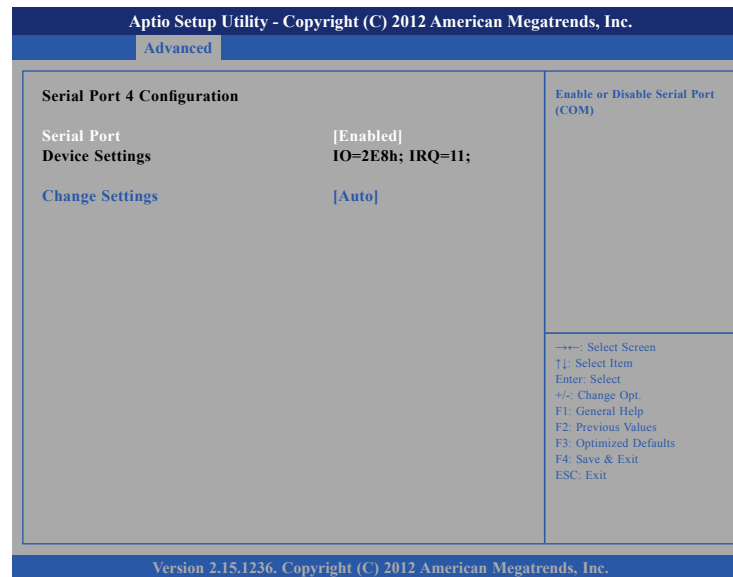 Aptio Setup Utility - Copyright (C) 2012 American Megatrends, Inc.
Advanced
Serial Port 4 Configuration
Serial Port [Enabled]
Device Settings IO=2E8h; IRQ=11;
Change Settings [Auto]
Enable or Disable Serial Port
(COM)
→←: Select Screen
↑↓: Select Item
Enter: Select
+/-: Change Opt.
F1: General Help
F2: Previous Values
F3: Optimized Defaults
F4: Save & Exit
ESC: Exit
Version 2.15.1236. Copyright (C) 2012 American Megatrends, Inc.